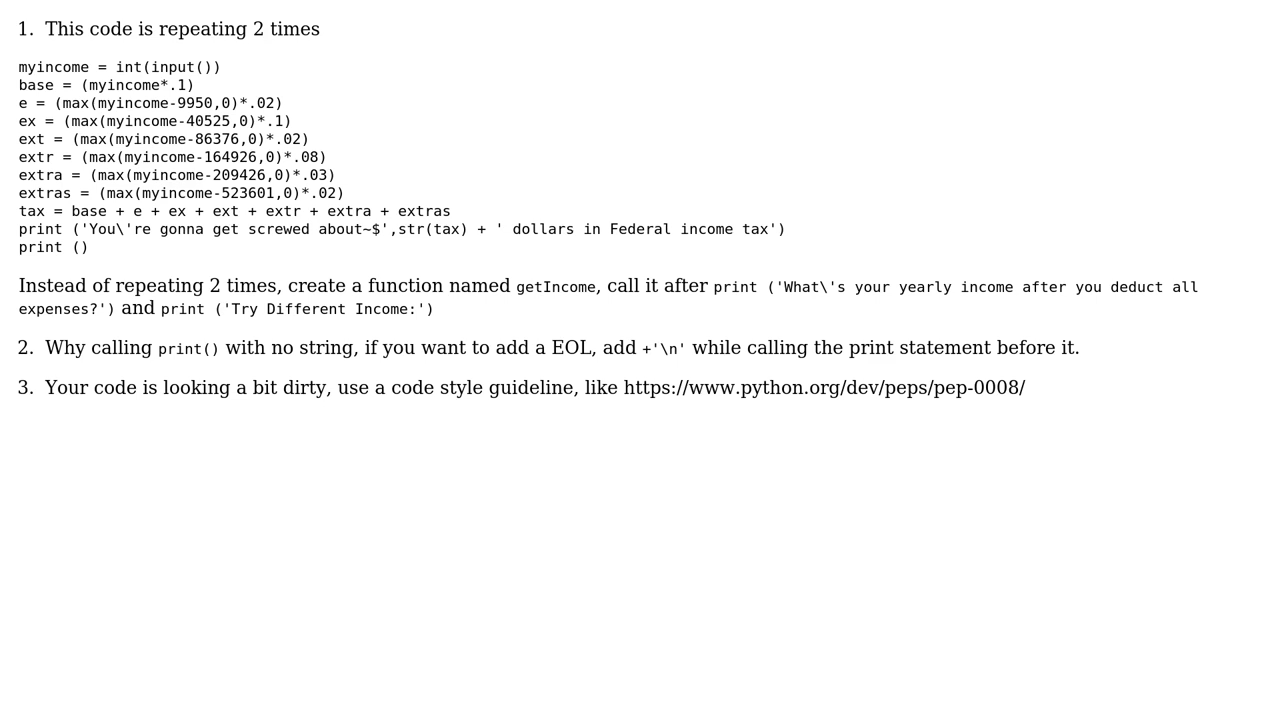 1. This code is repeating 2 times
myincome = int(input())
base = (myincome*.1)
e = (max(myincome-9950,0)*.02)
ex = (max(myincome-40525,0)*.1)
ext = (max(myincome-86376,0)*.02)
extr = (max(myincome-164926,0)*.08)
extra = (max(myincome-209426,0)*.03)
extras = (max(myincome-523601,0)*.02)
tax = base + e + ex + ext + extr + extra + extras
print ('You\'re gonna get screwed about~$',str(tax) + ' dollars in Federal income tax')
print ()
Instead of repeating 2 times, create a function named getIncome, call it after print ('What\'s your yearly income after you deduct all
expenses?') and print ('Try Different Income:')
2. Why calling print() with no string, if you want to add a EOL, add +'\n' while calling the print statement before it.
3. Your code is looking a bit dirty, use a code style guideline, like https://www.python.org/dev/peps/pep-0008/